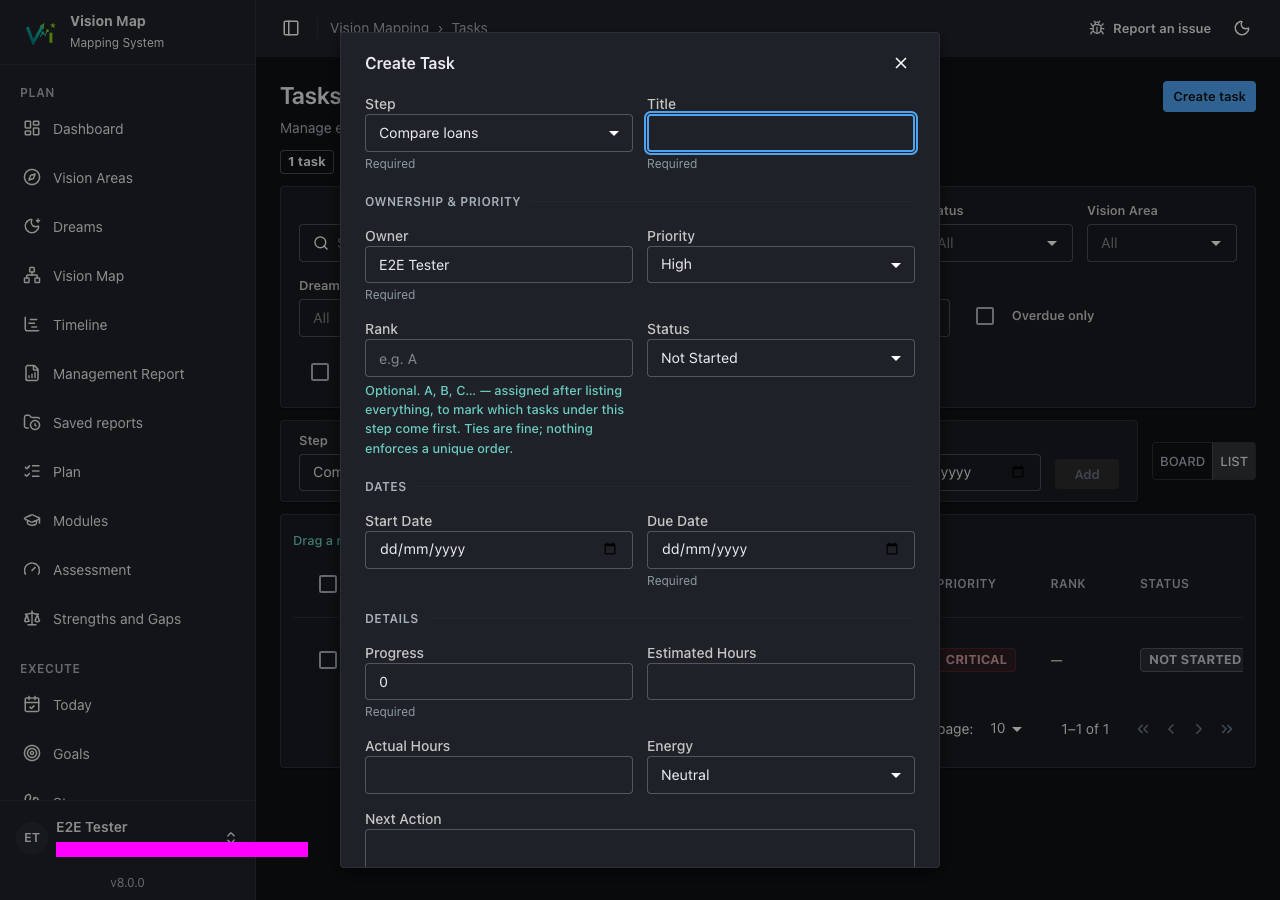 Vision Map
Mapping System
PLAN
Dashboard
Vision Areas
Dreams
Vision Map
Timeline
Management Report
Saved reports
Plan
Modules
Assessment
Strengths and Gaps
EXECUTE
Today
Goals
ET
E2E Tester
v8.0.0
Vision Mapping › Tasks
Report an issue
Tasks
Create task
Manage
1 task
Vision Area
All
All
Dream
All
Overdue only
Step
BOARD
LIST
Add
Drag a
PRIORITY
RANK
STATUS
CRITICAL
—
NOT STARTED
page:
10
1–1 of 1
Create Task
Step
Title
Compare loans
Required
Required
OWNERSHIP & PRIORITY
Owner
Priority
E2E Tester
High
Required
Rank
Status
e.g. A
Not Started
Optional. A, B, C… — assigned after listing
everything, to mark which tasks under this
step come first. Ties are fine; nothing
enforces a unique order.
DATES
Start Date
Due Date
dd/mm/yyyy
dd/mm/yyyy
Required
DETAILS
Progress
Estimated Hours
0
Required
Actual Hours
Energy
Neutral
Next Action